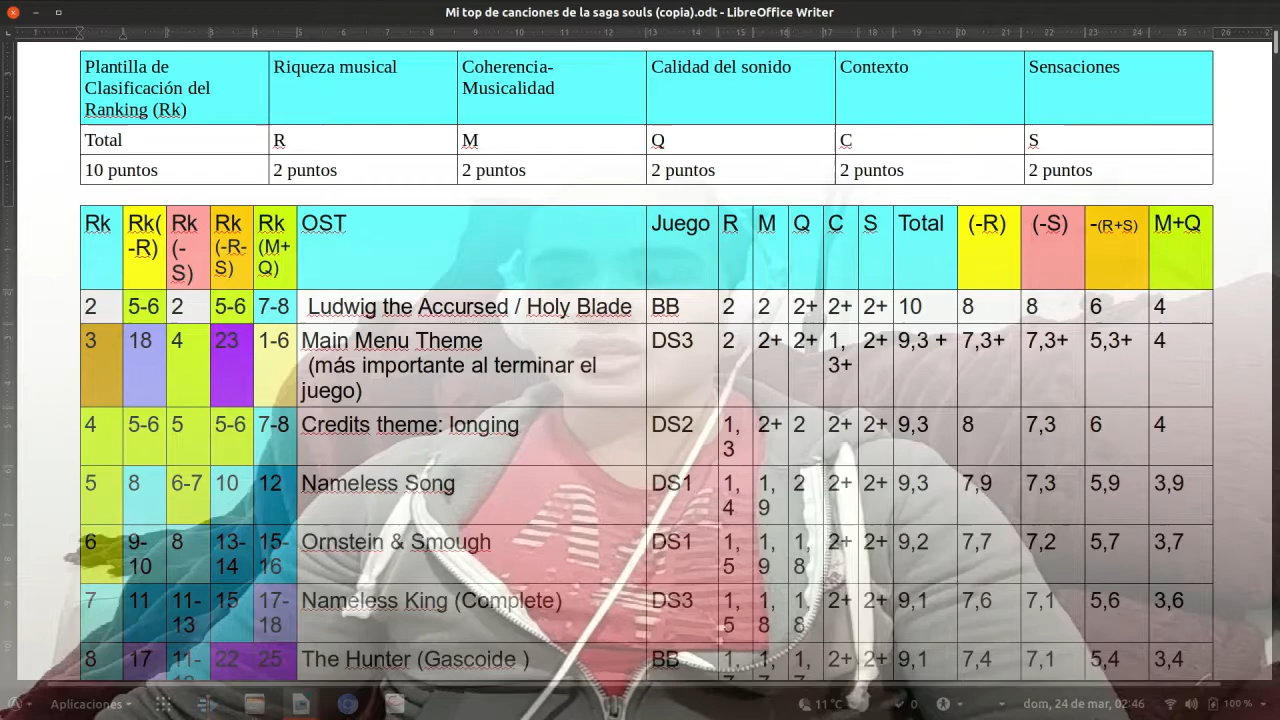 Mi top de canciones de la saga souls (copia).odt - LibreOffice Writer
Plantilla de Clasificación del Ranking (Rk) Riqueza musical Coherencia-Musicalidad Calidad del sonido Contexto Sensaciones
Total R M Q C S
10 puntos 2 puntos 2 puntos 2 puntos 2 puntos 2 puntos
Rk Rk(-R) Rk (-S) Rk (-R-S) Rk (M+Q) OST Juego R M Q C S Total (-R) (-S) -(R+S) M+Q
2 5-6 2 5-6 7-8 Ludwig the Accursed / Holy Blade BB 2 2 2+ 2+ 2+ 10 8 8 6 4
3 18 4 23 1-6 Main Menu Theme (más importante al terminar el juego) DS3 2 2+ 2+ 1,3+ 2+ 9,3 + 7,3+ 7,3+ 5,3+ 4
4 5-6 5 5-6 7-8 Credits theme: longing DS2 1,3 2+ 2 2+ 2+ 9,3 8 7,3 6 4
5 8 6-7 10 12 Nameless Song DS1 1,4 1,9 2 2+ 2+ 9,3 7,9 7,3 5,9 3,9
6 9-10 8 13-14 15-16 Ornstein & Smough DS1 1,5 1,9 1,8 2+ 2+ 9,2 7,7 7,2 5,7 3,7
7 11 11-13 15 17-18 Nameless King (Complete) DS3 1,5 1,8 1,8 2+ 2+ 9,1 7,6 7,1 5,6 3,6
8 17 11- 22 25 The Hunter (Gascoide ) BB 1, 1, 1, 2+ 2+ 9,1 7,4 7,1 5,4 3,4
Aplicaciones 11 °C 0 dom, 24 de mar, 02:46 100 %